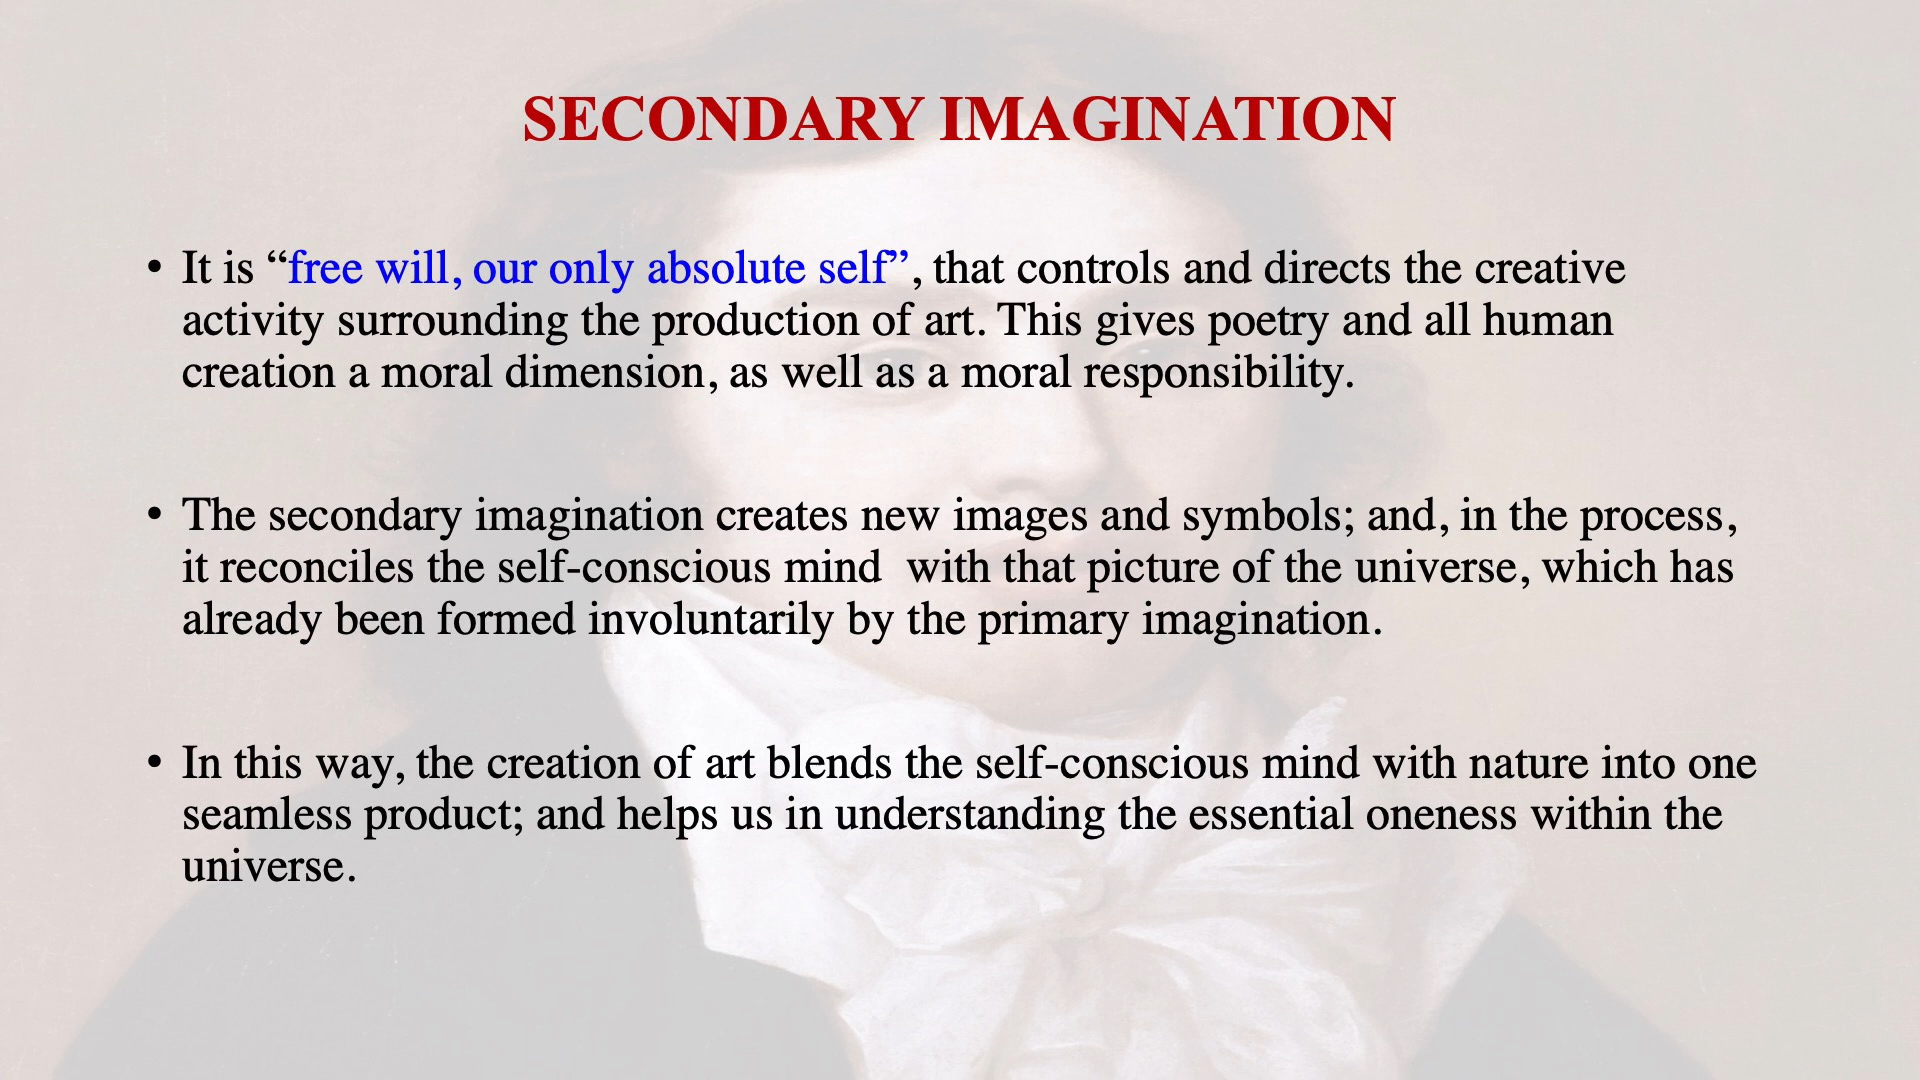 SECONDARY IMAGINATION
• It is “free will, our only absolute self”, that controls and directs the creative
activity surrounding the production of art. This gives poetry and all human
creation a moral dimension, as well as a moral responsibility.
• The secondary imagination creates new images and symbols; and, in the process,
it reconciles the self-conscious mind  with that picture of the universe, which has
already been formed involuntarily by the primary imagination.
• In this way, the creation of art blends the self-conscious mind with nature into one
seamless product; and helps us in understanding the essential oneness within the
universe.